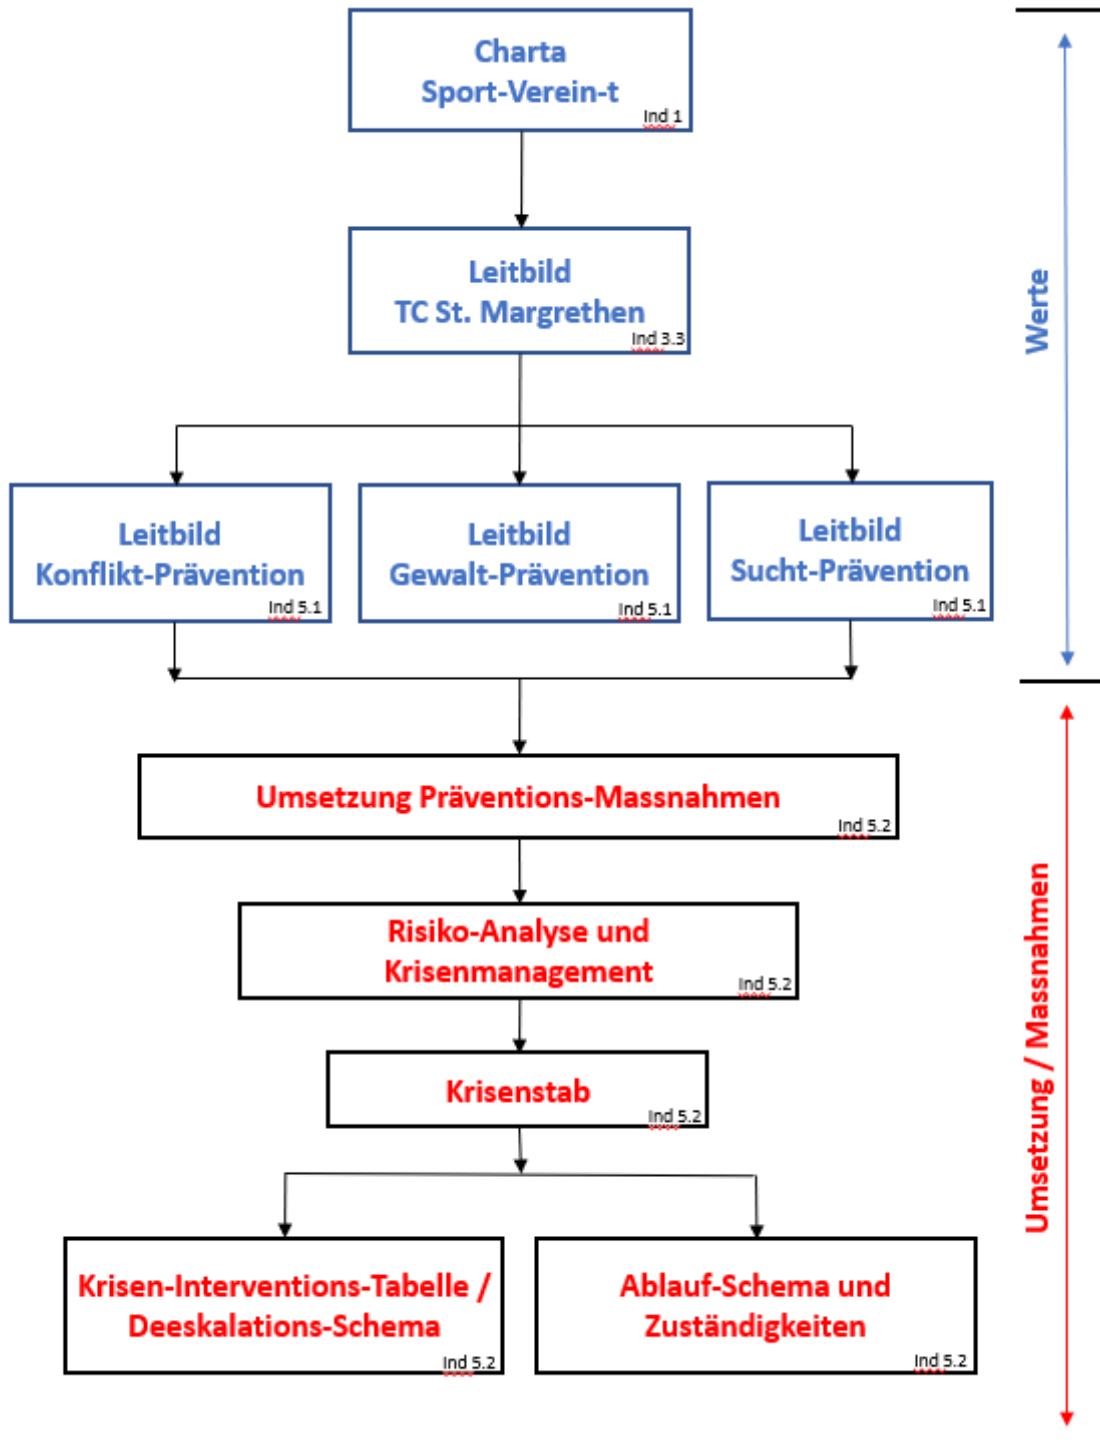 Charta
Sport-Verein-t
Ind 1
Leitbild
TC St. Margrethen
Ind 3.3
Werte
Leitbild
Konflikt-Prävention
Ind 5.1
Leitbild
Gewalt-Prävention
Ind 5.1
Leitbild
Sucht-Prävention
Ind 5.1
Umsetzung Präventions-Massnahmen
Ind 5.2
Risiko-Analyse und
Krisenmanagement
Ind 5.2
Krisenstab
Ind 5.2
Umsetzung / Massnahmen
Krisen-Interventions-Tabelle /
Deeskalations-Schema
Ind 5.2
Ablauf-Schema und
Zuständigkeiten
Ind 5.2